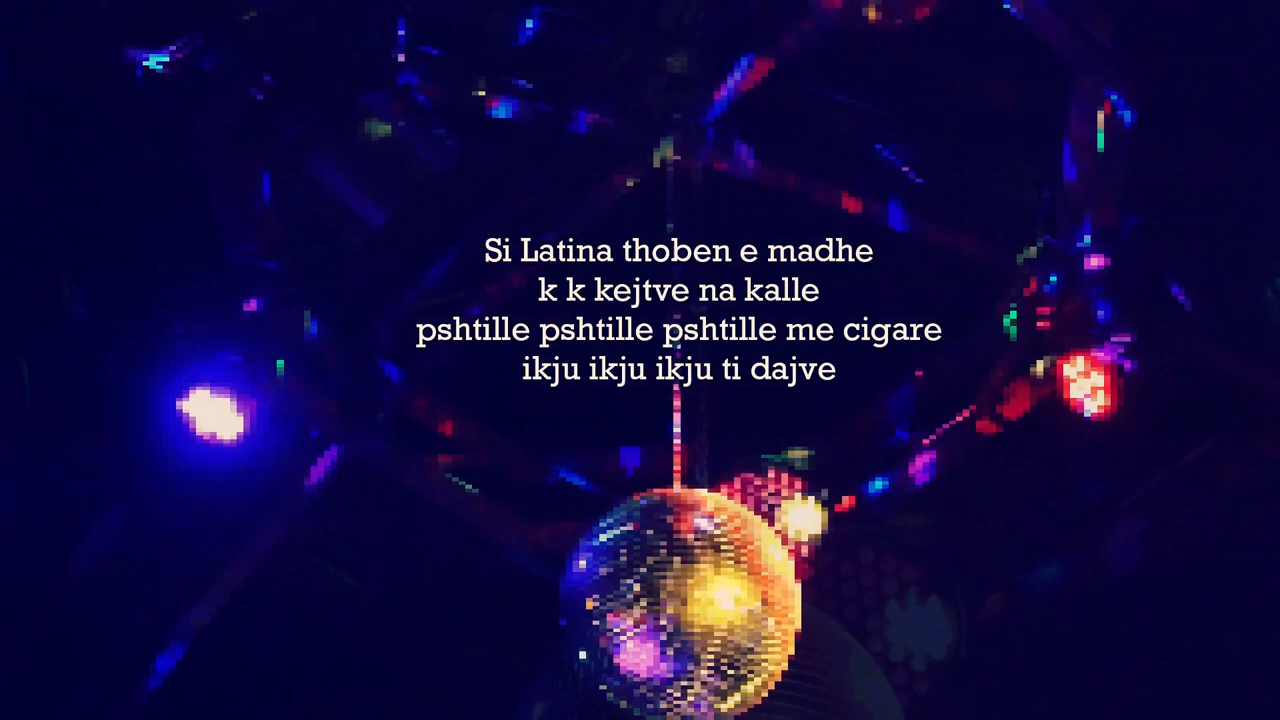 Si Latina thoben e madhe
k k kejtve na kalle
pshtille pshtille pshtille me cigare
ikju ikju ikju ti dajve